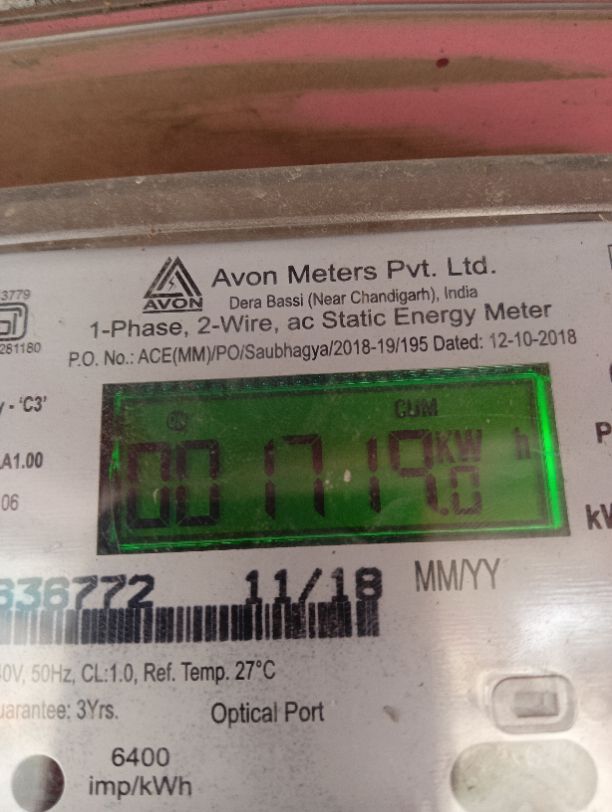 3779
281180
AVON
Avon Meters Pvt. Ltd.
Dera Bassi (Near Chandigarh), India
1-Phase, 2-Wire, ac Static Energy Meter
P.O. No.: ACE(MM)/PO/Saubhagya/2018-19/195 Dated: 12-10-2018
- 'C3'
A1.00
06
CUM
001719.0 KW h
P
36772 11/18 MM/YY
0V, 50Hz, CL:1.0, Ref. Temp. 27°C
uarantee: 3Yrs. Optical Port
6400
imp/kWh